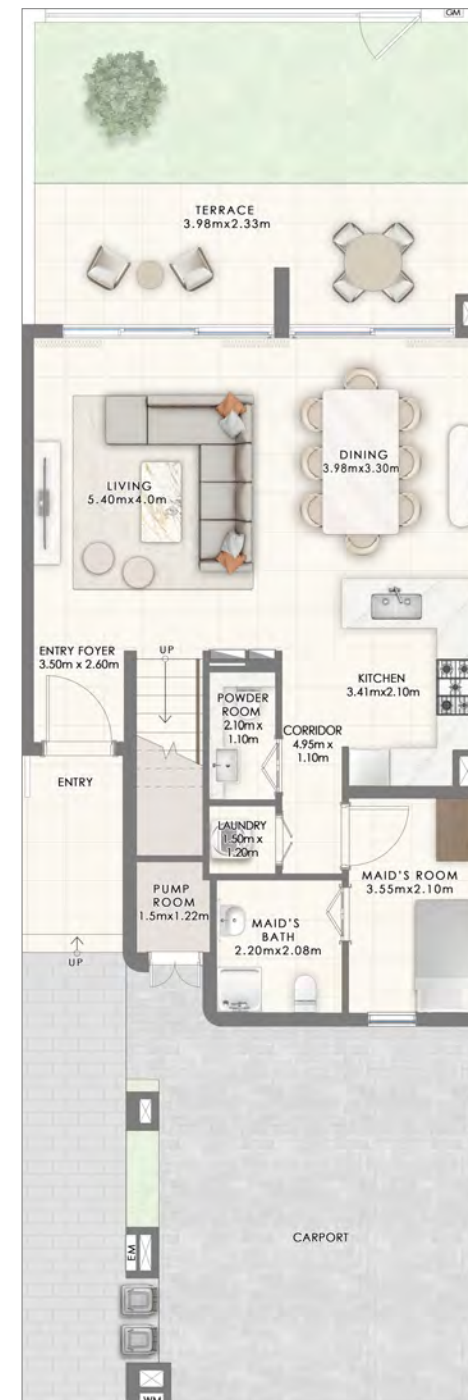 GM
TERRACE
3.98mx2.33m
DINING
3.98mx3.30m
LIVING
5.40mx4.0m
UP
ENTRY FOYER
3.50m x 2.60m
KITCHEN
3.41mx2.10m
POWDER
ROOM
2.10m x
1.10m
CORRIDOR
4.95m x
1.10m
ENTRY
LAUNDRY
1.50m x
1.20m
MAID'S ROOM
3.55mx2.10m
PUMP
ROOM
1.5mx1.22m
MAID'S
BATH
2.20mx2.08m
UP
CARPORT
EM
WM